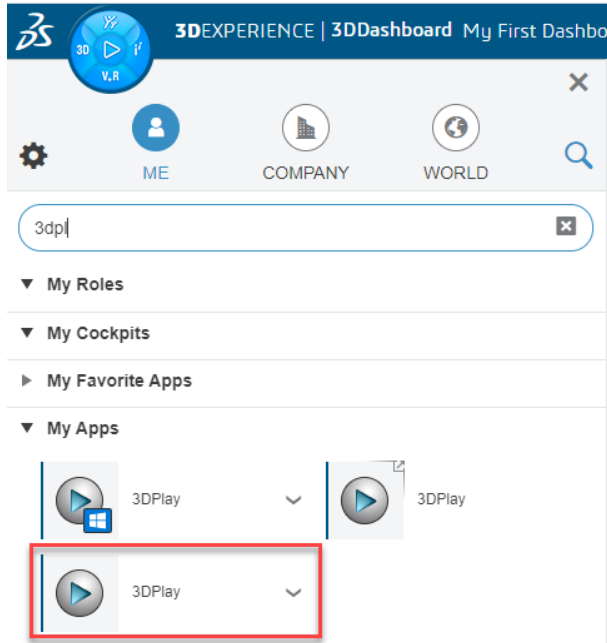 3DEXPERIENCE | 3DDashboard My First Dashbo
3D
V.R
ME
COMPANY
WORLD
3dpl
My Roles
My Cockpits
My Favorite Apps
My Apps
3DPlay
3DPlay
3DPlay